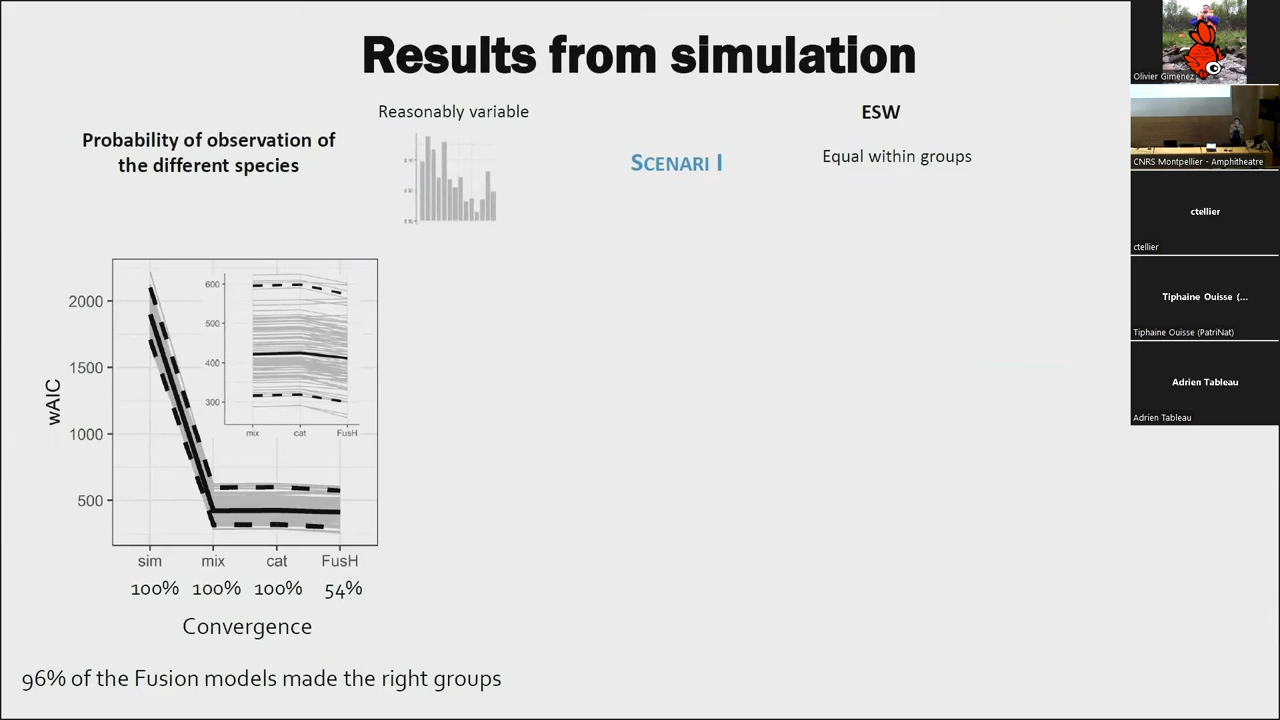 Results from simulation
Probability of observation of
the different species
Reasonably variable
SCENARI I
ESW
Equal within groups
wAIC
2000
1500
1000
500
600
500
400
300
mix cat FusH
sim mix cat FusH
100% 100% 100% 54%
Convergence
96% of the Fusion models made the right groups
Olivier Gimenez
CNRS Montpellier - Amphitheatre
ctellier
ctellier
Tiphaine Ouisse (...
Tiphaine Ouisse (PatriNat)
Adrien Tableau
Adrien Tableau